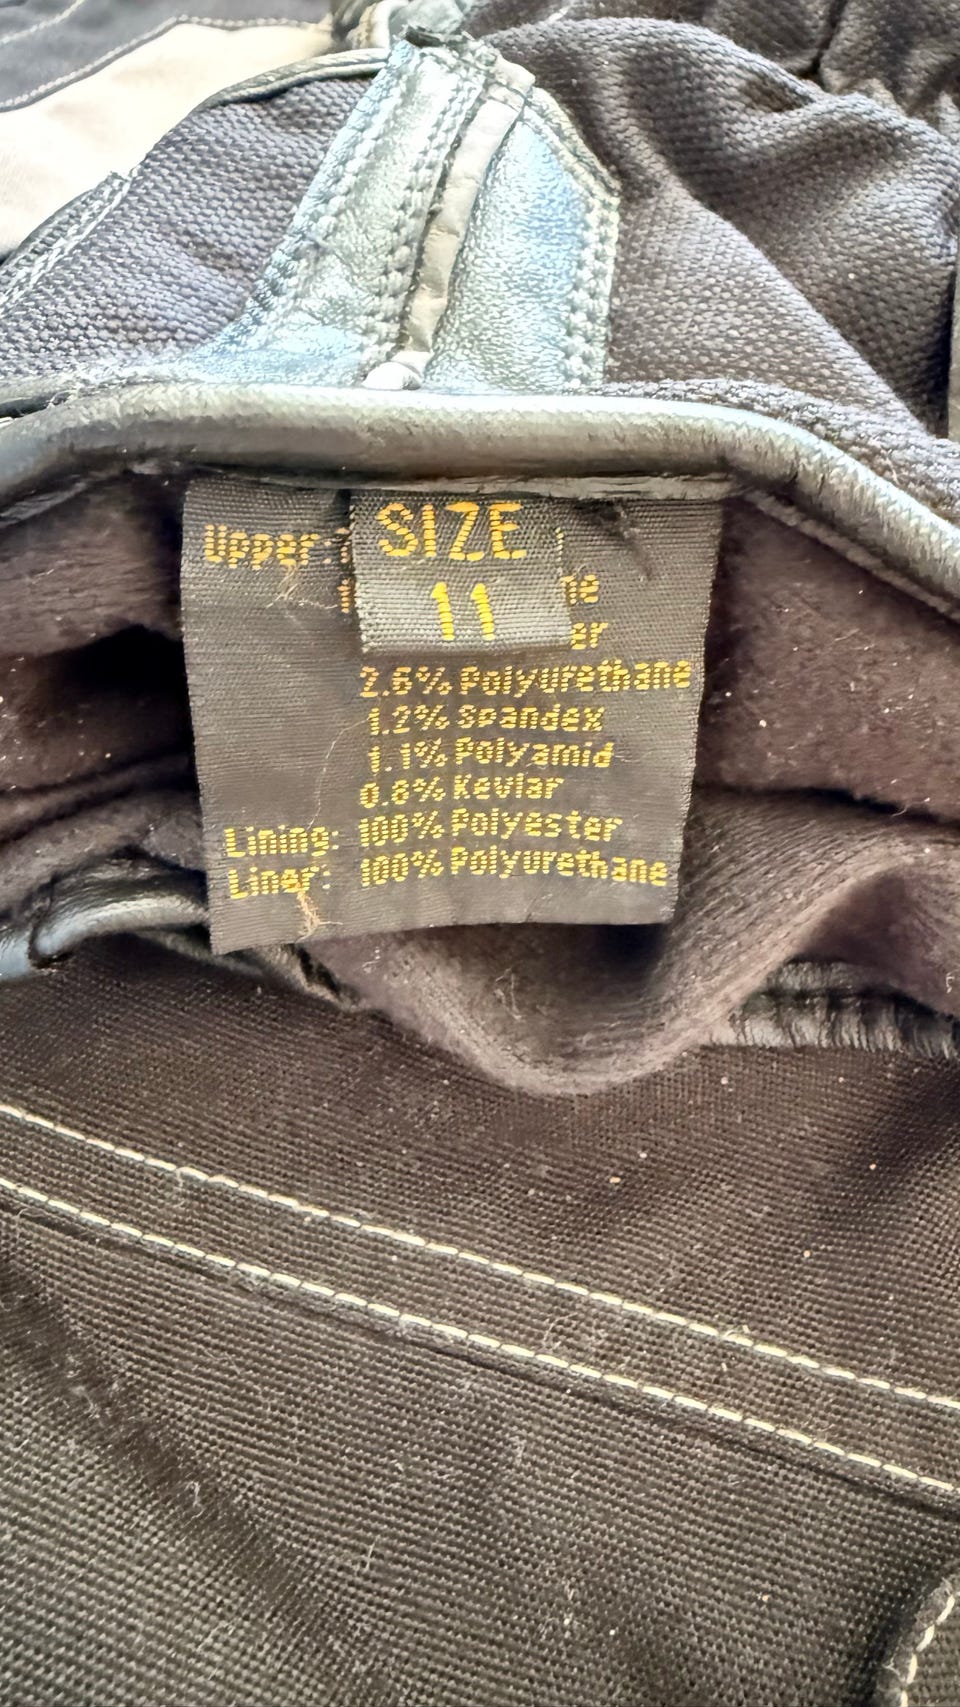 SIZE
11
Upper:
2.6% Polyurethane
1.2% Spandex
1.1% Polyamid
0.8% Kevlar
Lining: 100% Polyester
Liner: 100% Polyurethane